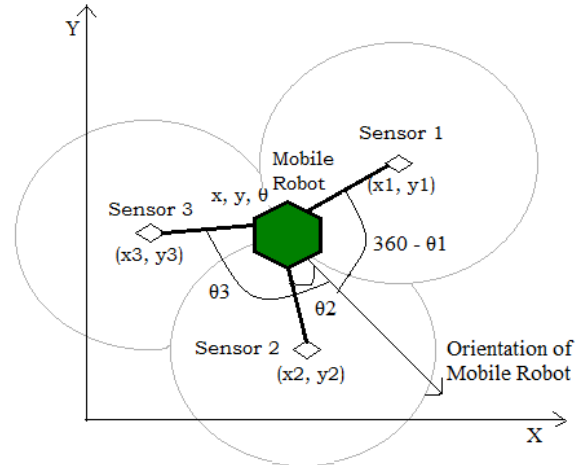 Y
Sensor 1
Mobile
Robot
(x1, y1)
x, y, θ
Sensor 3
(x3, y3)
360 - θ1
θ3
θ2
Sensor 2
(x2, y2)
Orientation of
Mobile Robot
X